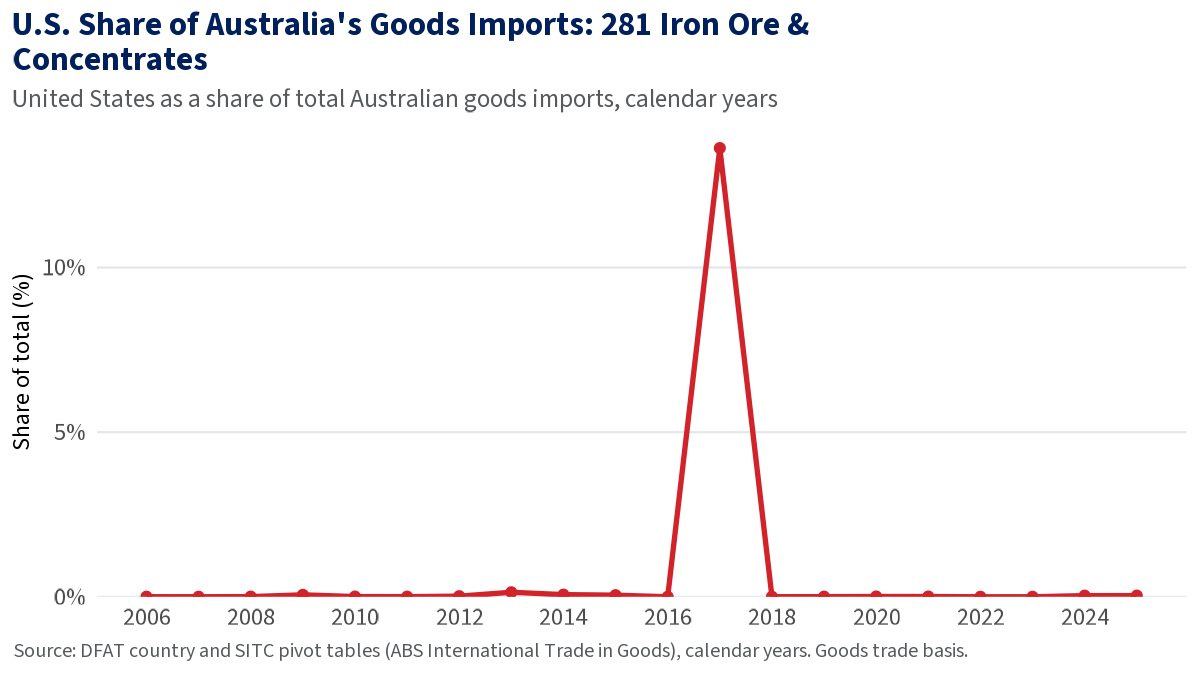 U.S. Share of Australia's Goods Imports: 281 Iron Ore &
Concentrates
United States as a share of total Australian goods imports, calendar years
Share of total (%)
10%
5%
0%
2006 2008 2010 2012 2014 2016 2018 2020 2022 2024
Source: DFAT country and SITC pivot tables (ABS International Trade in Goods), calendar years. Goods trade basis.